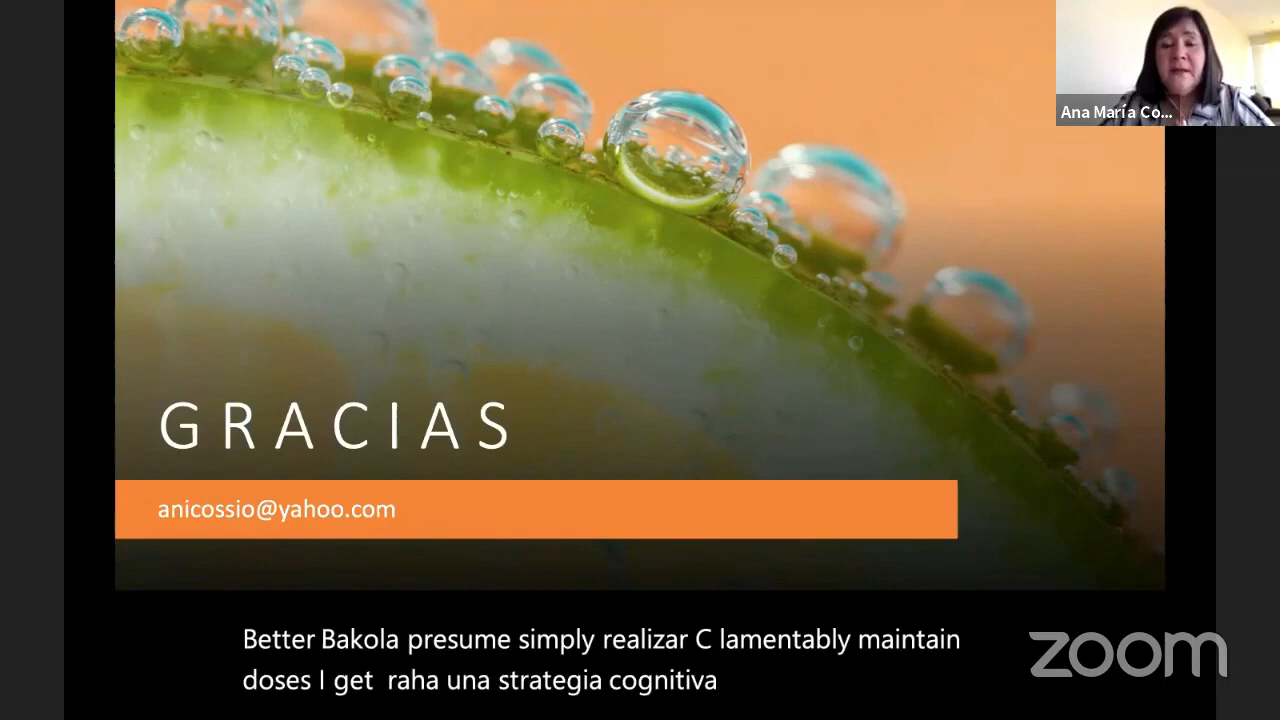 Ana María Co...
GRACIAS
anicossio@yahoo.com
Better Bakola presume simply realizar C lamentably maintain
doses I get raha una strategia cognitiva
zoom